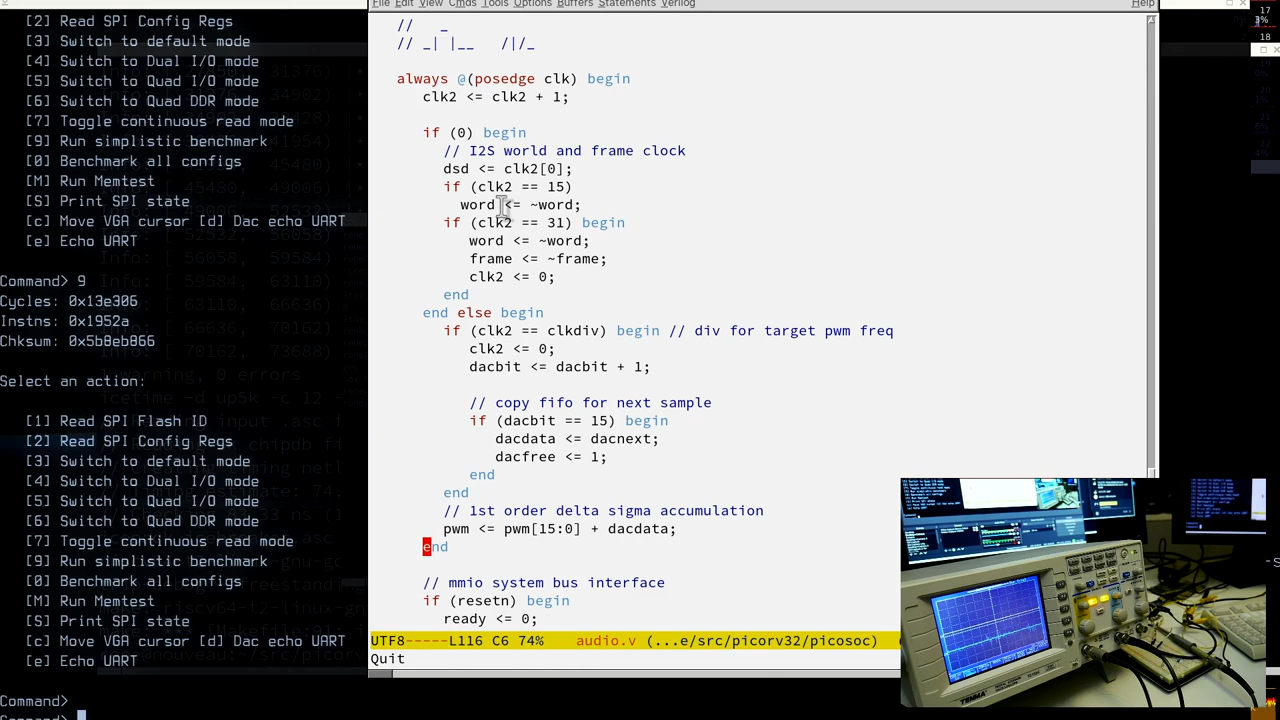 [2] Read SPI Config Regs
[3] Switch to default mode
[4] Switch to Dual I/O mode
[5] Switch to Quad I/O mode
[6] Switch to Quad DDR mode
[7] Toggle continuous read mode
[9] Run simplistic benchmark
[0] Benchmark all configs
[M] Run Memtest
[S] Print SPI state
[c] Move VGA cursor [d] Dac echo UART
[e] Echo UART
Command> 9
Cycles: 0x13e306
Instns: 0x1952a
Chksum: 0x5b8eb866
Select an action:
[1] Read SPI Flash ID
[2] Read SPI Config Regs
[3] Switch to default mode
[4] Switch to Dual I/O mode
[5] Switch to Quad I/O mode
[6] Switch to Quad DDR mode
[7] Toggle continuous read mode
[9] Run simplistic benchmark
[0] Benchmark all configs
[M] Run Memtest
[S] Print SPI state
[c] Move VGA cursor [d] Dac echo UART
[e] Echo UART
Command>
Command>
File Edit View Cmds Tools Options Buffers Statements Verilog Help
//   _
// _| |__   /|/_
always @(posedge clk) begin
clk2 <= clk2 + 1;
if (0) begin
// I2S world and frame clock
dsd <= clk2[0];
if (clk2 == 15)
word <= ~word;
if (clk2 == 31) begin
word <= ~word;
frame <= ~frame;
clk2 <= 0;
end
end else begin
if (clk2 == clkdiv) begin // div for target pwm freq
clk2 <= 0;
dacbit <= dacbit + 1;
// copy fifo for next sample
if (dacbit == 15) begin
dacdata <= dacnext;
dacfree <= 1;
end
end
// 1st order delta sigma accumulation
pwm <= pwm[15:0] + dacdata;
end
// mmio system bus interface
if (resetn) begin
ready <= 0;
UTF8-----L116 C6 74%    audio.v (...e/src/picorv32/picosoc)
Quit
17
3%
18
TENMA